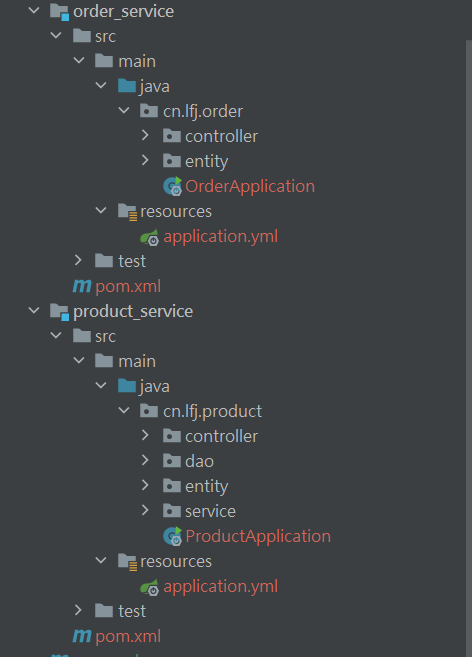 order_service
src
main
java
cn.lfj.order
controller
entity
OrderApplication
resources
application.yml
test
pom.xml
product_service
src
main
java
cn.lfj.product
controller
dao
entity
service
ProductApplication
resources
application.yml
test
pom.xml